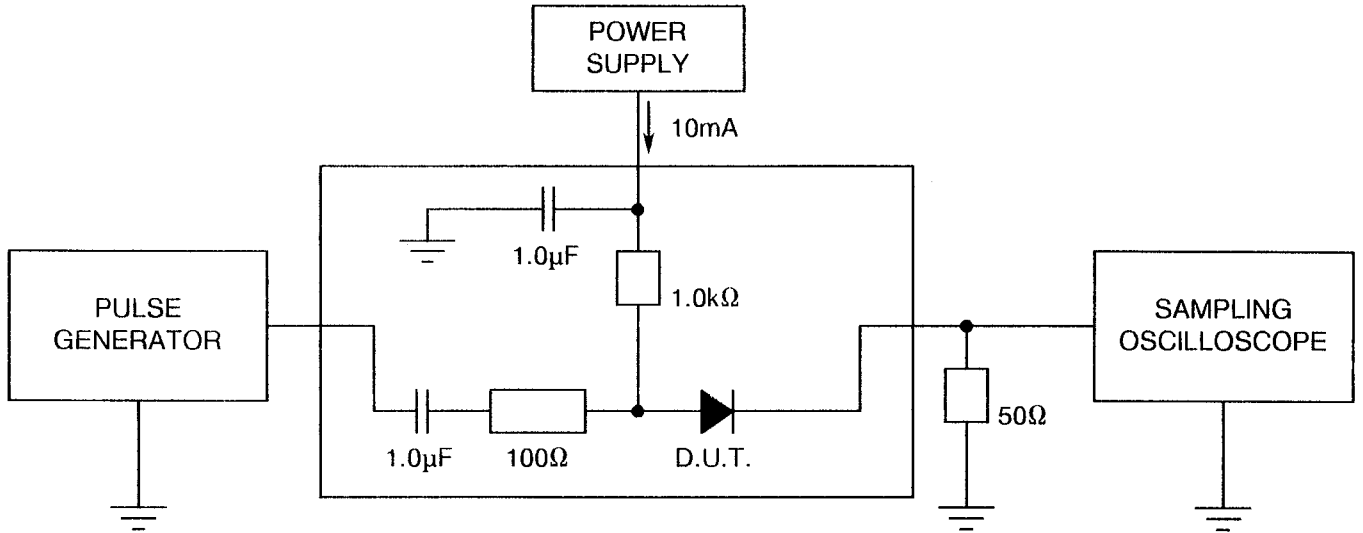 POWER
SUPPLY
10mA
1.0µF
1.0kΩ
PULSE
GENERATOR
SAMPLING
OSCILLOSCOPE
1.0µF
100Ω
D.U.T.
50Ω